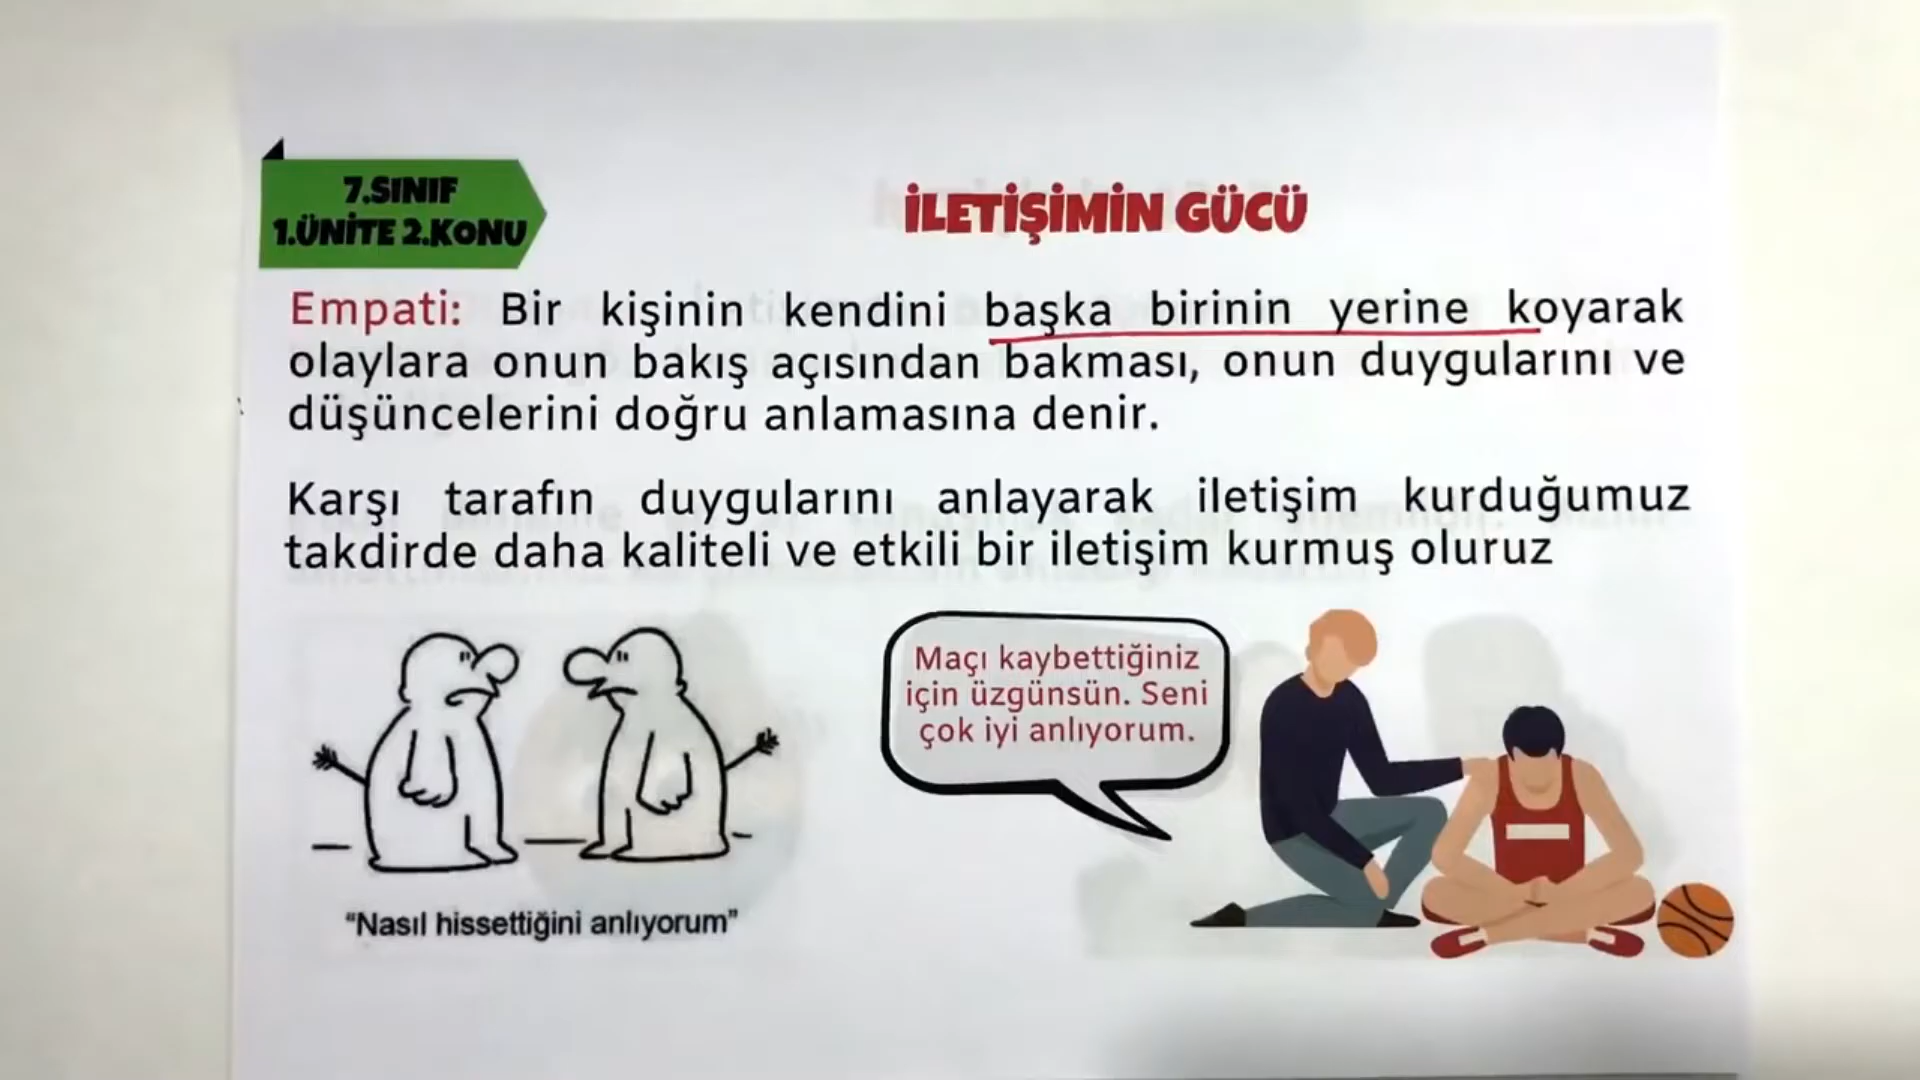 7.SINIF
1.ÜNİTE 2.KONU
İLETİŞİMİN GÜCÜ
Empati: Bir kişinin kendini başka birinin yerine koyarak
olaylara onun bakış açısından bakması, onun duygularını ve
düşüncelerini doğru anlamasına denir.
Karşı tarafın duygularını anlayarak iletişim kurduğumuz
takdirde daha kaliteli ve etkili bir iletişim kurmuş oluruz
Maçı kaybettiğiniz
için üzgünsün. Seni
çok iyi anlıyorum.
“Nasıl hissettiğini anlıyorum”